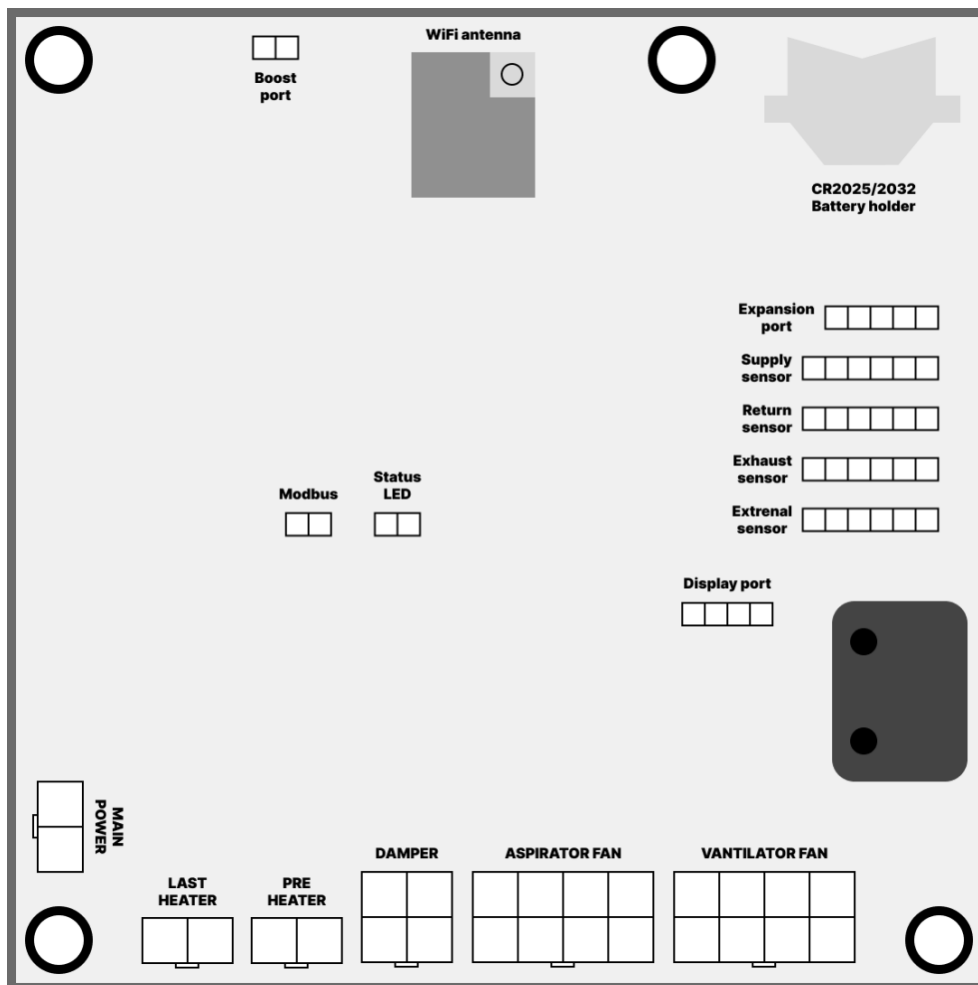 WiFi antenna
Boost
port
CR2025/2032
Battery holder
Expansion
port
Supply
sensor
Return
sensor
Exhaust
sensor
Extrenal
sensor
Modbus
Status
LED
Display port
MAIN
POWER
LAST
HEATER
PRE
HEATER
DAMPER
ASPIRATOR FAN
VANTILATOR FAN